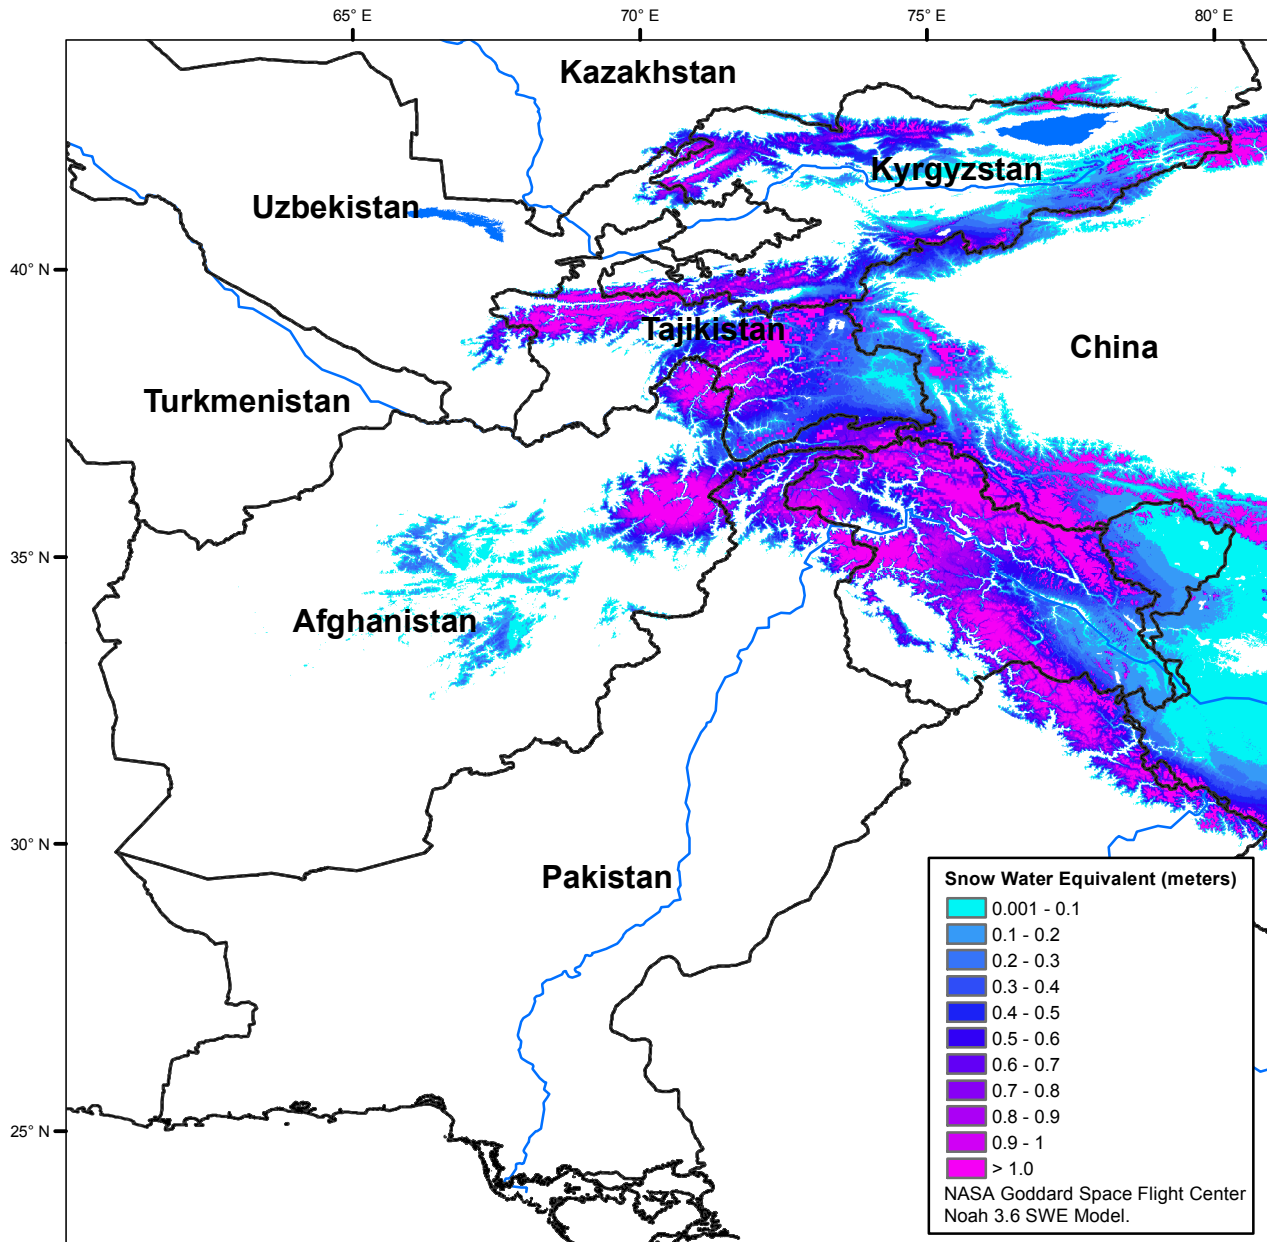 65° E
70° E
75° E
80° E
Kazakhstan
Kyrgyzstan
Uzbekistan
40° N
Tajikistan
China
Turkmenistan
35° N
Afghanistan
30° N
Pakistan
25° N
Snow Water Equivalent (meters)
0.001 - 0.1
0.1 - 0.2
0.2 - 0.3
0.3 - 0.4
0.4 - 0.5
0.5 - 0.6
0.6 - 0.7
0.7 - 0.8
0.8 - 0.9
0.9 - 1
> 1.0
NASA Goddard Space Flight Center
Noah 3.6 SWE Model.